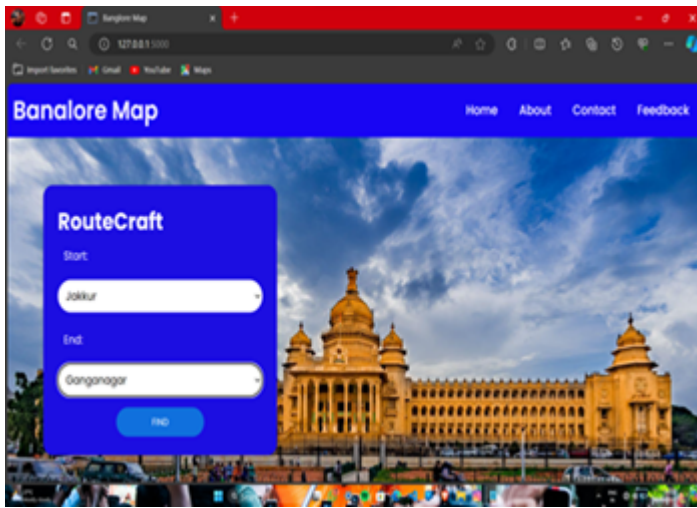 Banglore Map
127.0.0.1:5000
Import favorites Gmail YouTube Maps
Banalore Map
Home About Contact Feedback
RouteCraft
Start:
Jakkur
End:
Ganganagar
FIND